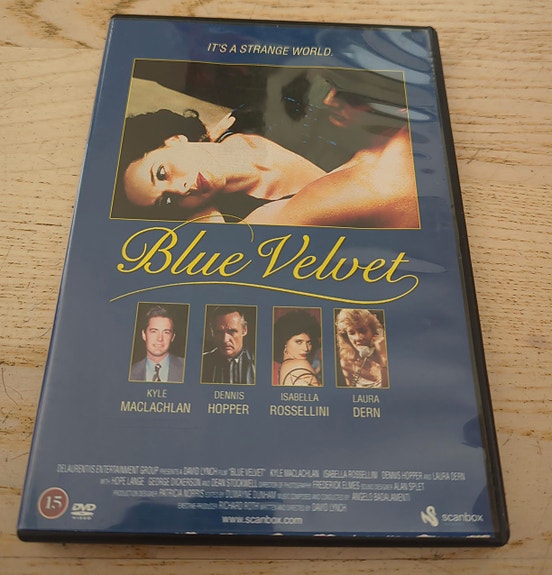 IT'S A STRANGE WORLD.
Blue Velvet
KYLE
MACLACHLAN
DENNIS
HOPPER
ISABELLA
ROSSELLINI
LAURA
DERN
DELAURENTIIS ENTERTAINMENT GROUP PRESENTS A DAVID LYNCH FILM "BLUE VELVET" KYLE MACLACHLAN ISABELLA ROSSELLINI DENNIS HOPPER AND LAURA DERN
WITH HOPE LANGE GEORGE DICKERSON AND DEAN STOCKWELL DIRECTOR OF PHOTOGRAPHY FREDERICK ELMES SOUND DESIGNER ALAN SPLET
PRODUCTION DESIGNER PATRICIA NORRIS EDITED BY DUWAYNE DUNHAM MUSIC COMPOSED AND CONDUCTED BY ANGELO BADALAMENTI
EXECUTIVE PRODUCER RICHARD ROTH WRITTEN AND DIRECTED BY DAVID LYNCH
15
DVD
VIDEO
www.scanbox.com
scanbox